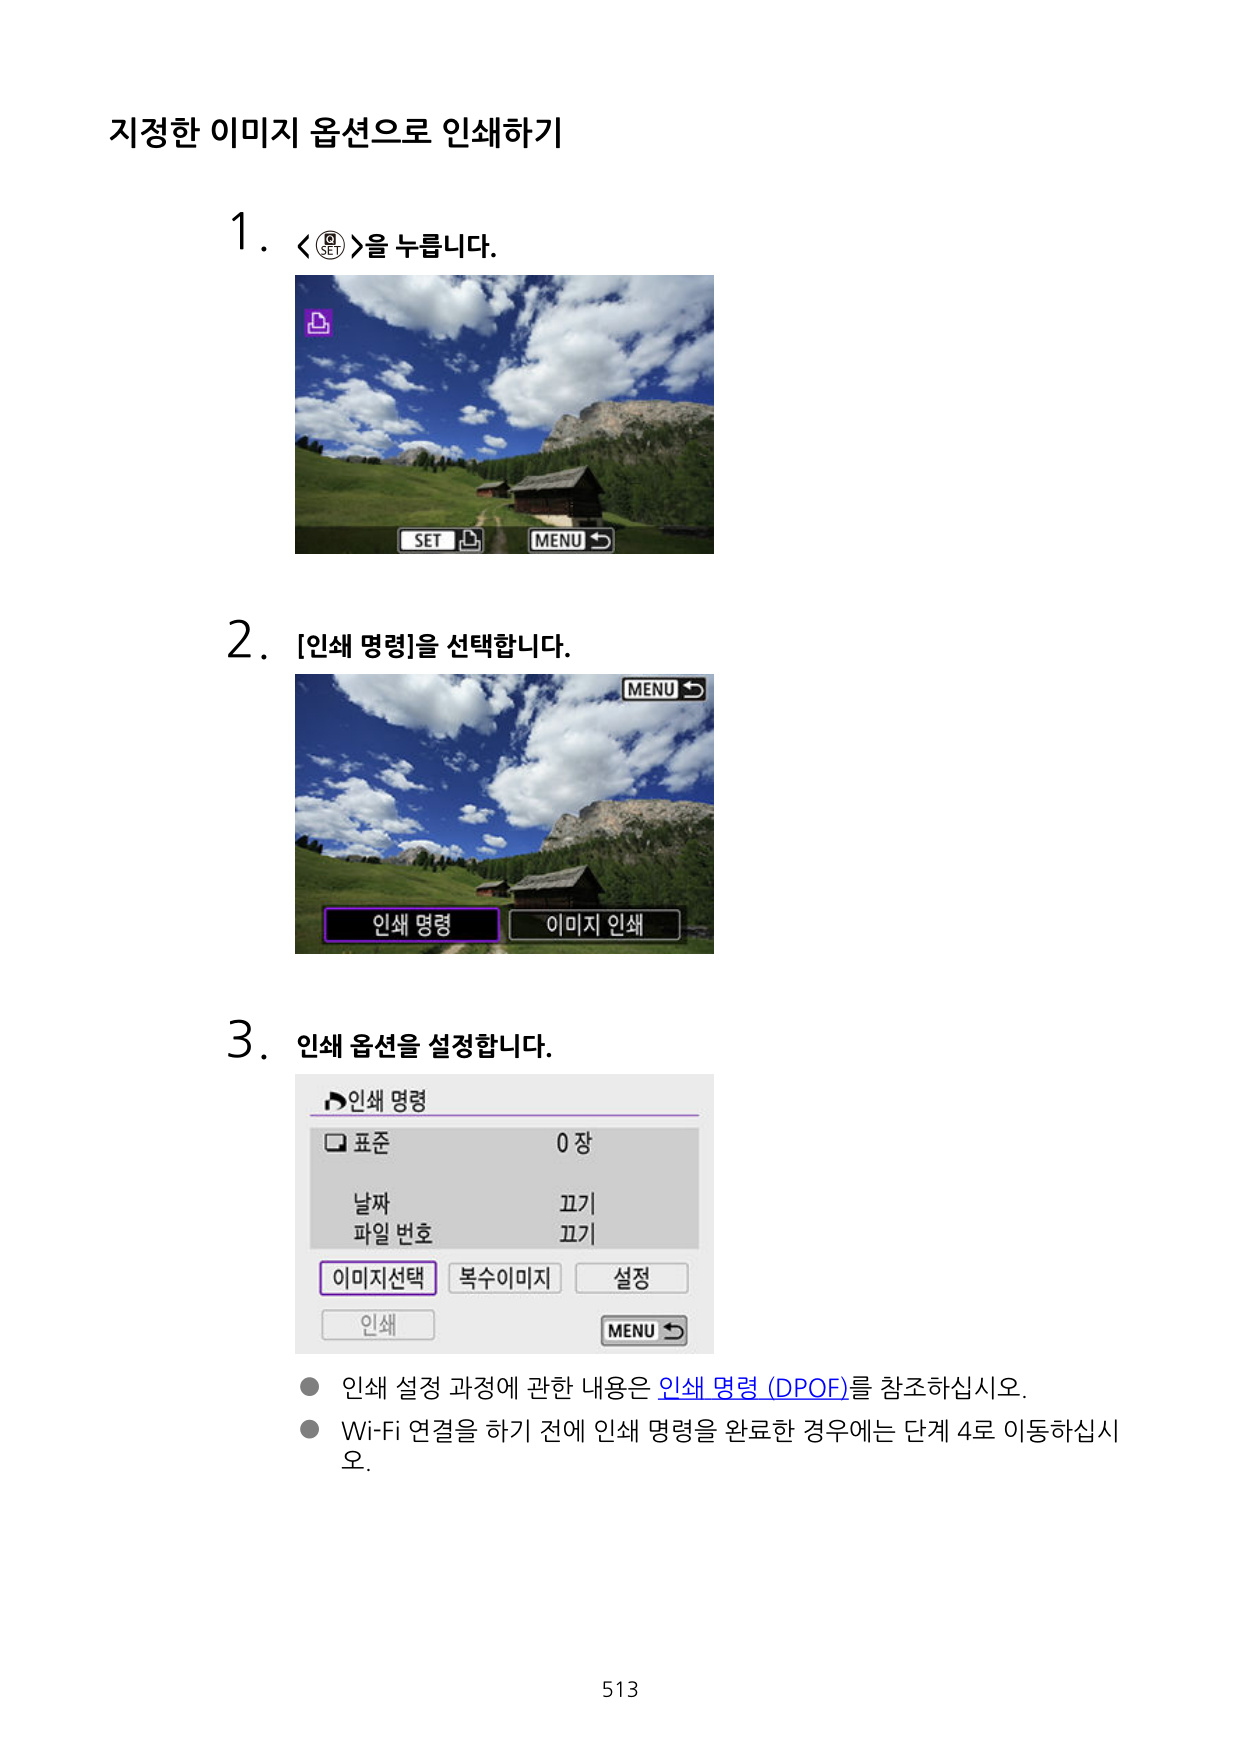 지정한 이미지 옵션으로 인쇄하기
1. <Q SET>을 누릅니다.
SET MENU
2. [인쇄 명령]을 선택합니다.
MENU
인쇄 명령 이미지 인쇄
3. 인쇄 옵션을 설정합니다.
인쇄 명령
표준 0 장
날짜 끄기
파일 번호 끄기
이미지선택 복수이미지 설정
인쇄 MENU
● 인쇄 설정 과정에 관한 내용은 인쇄 명령 (DPOF)를 참조하십시오.
● Wi-Fi 연결을 하기 전에 인쇄 명령을 완료한 경우에는 단계 4로 이동하십시
오.
513